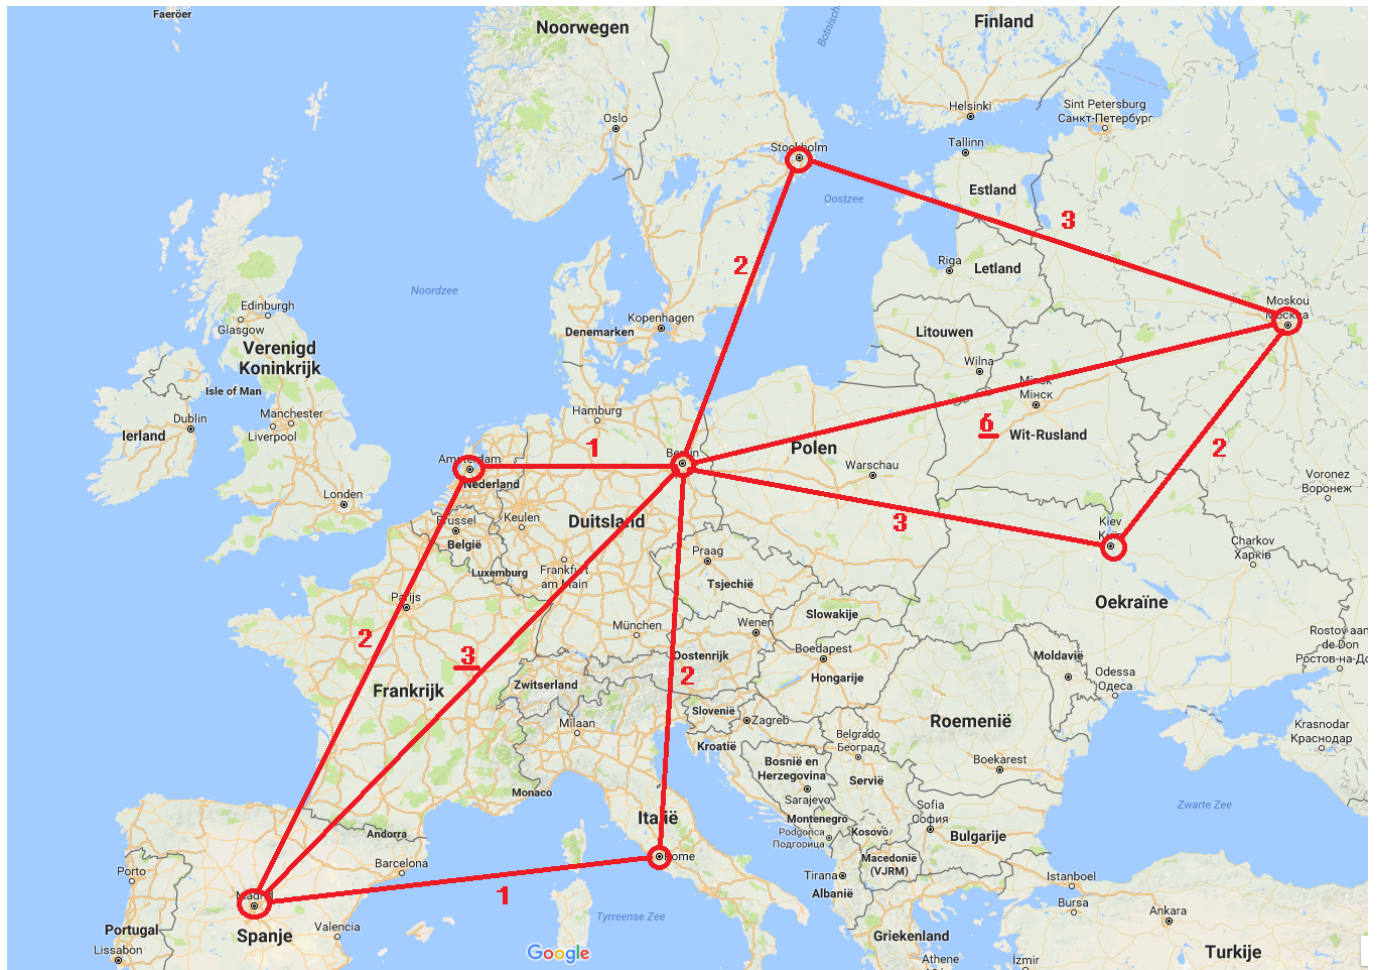 Faeröer
Noorwegen
Finland
Botnische
Oslo
Helsinki
Sint Petersburg
Санкт-Петербург
Tallinn
Stockholm
Estland
Oostzee
3
2
Riga
Letland
Noordzee
Moskou
Москва
Edinburgh
Glasgow
Kopenhagen
Denemarken
Litouwen
Verenigd
Koninkrijk
Wilna
Minsk
Мінск
Isle of Man
Hamburg
Dublin
Manchester
Liverpool
Ierland
6
Wit-Rusland
1
Polen
2
Amsterdam
Berlin
Warschau
Nederland
Voronez
Воронеж
Londen
Brussel
Keulen
Duitsland
3
Kiev
België
Charkov
Харків
Praag
Luxemburg
Frankfurt
am Main
Tsjechië
Parijs
Oekraïne
Slowakije
München
Wenen
Rostov aan
de Don
Ростов-на-До
2
3
Oostenrijk
Boedapest
Moldavië
Hongarije
2
Odessa
Одеса
Zwitserland
Frankrijk
Slovenië
Zagreb
Roemenië
Milaan
Krasnodar
Краснодар
Kroatië
Belgrado
Београд
Bosnië en
Herzegovina
Boekarest
Servië
Monaco
Sarajevo
Italië
Sofia
София
Zwarte Zee
Montenegro
Podgorica
Подгорица
Kosovo
Bulgarije
Andorra
Rome
Macedonië
(VJRM)
Barcelona
Porto
Tirana
Albanië
Istanboel
Madrid
1
Bursa
Ankara
Tyrreense Zee
Portugal
Valencia
Spanje
Griekenland
Lissabon
Google
Athene
İzmir
Turkije